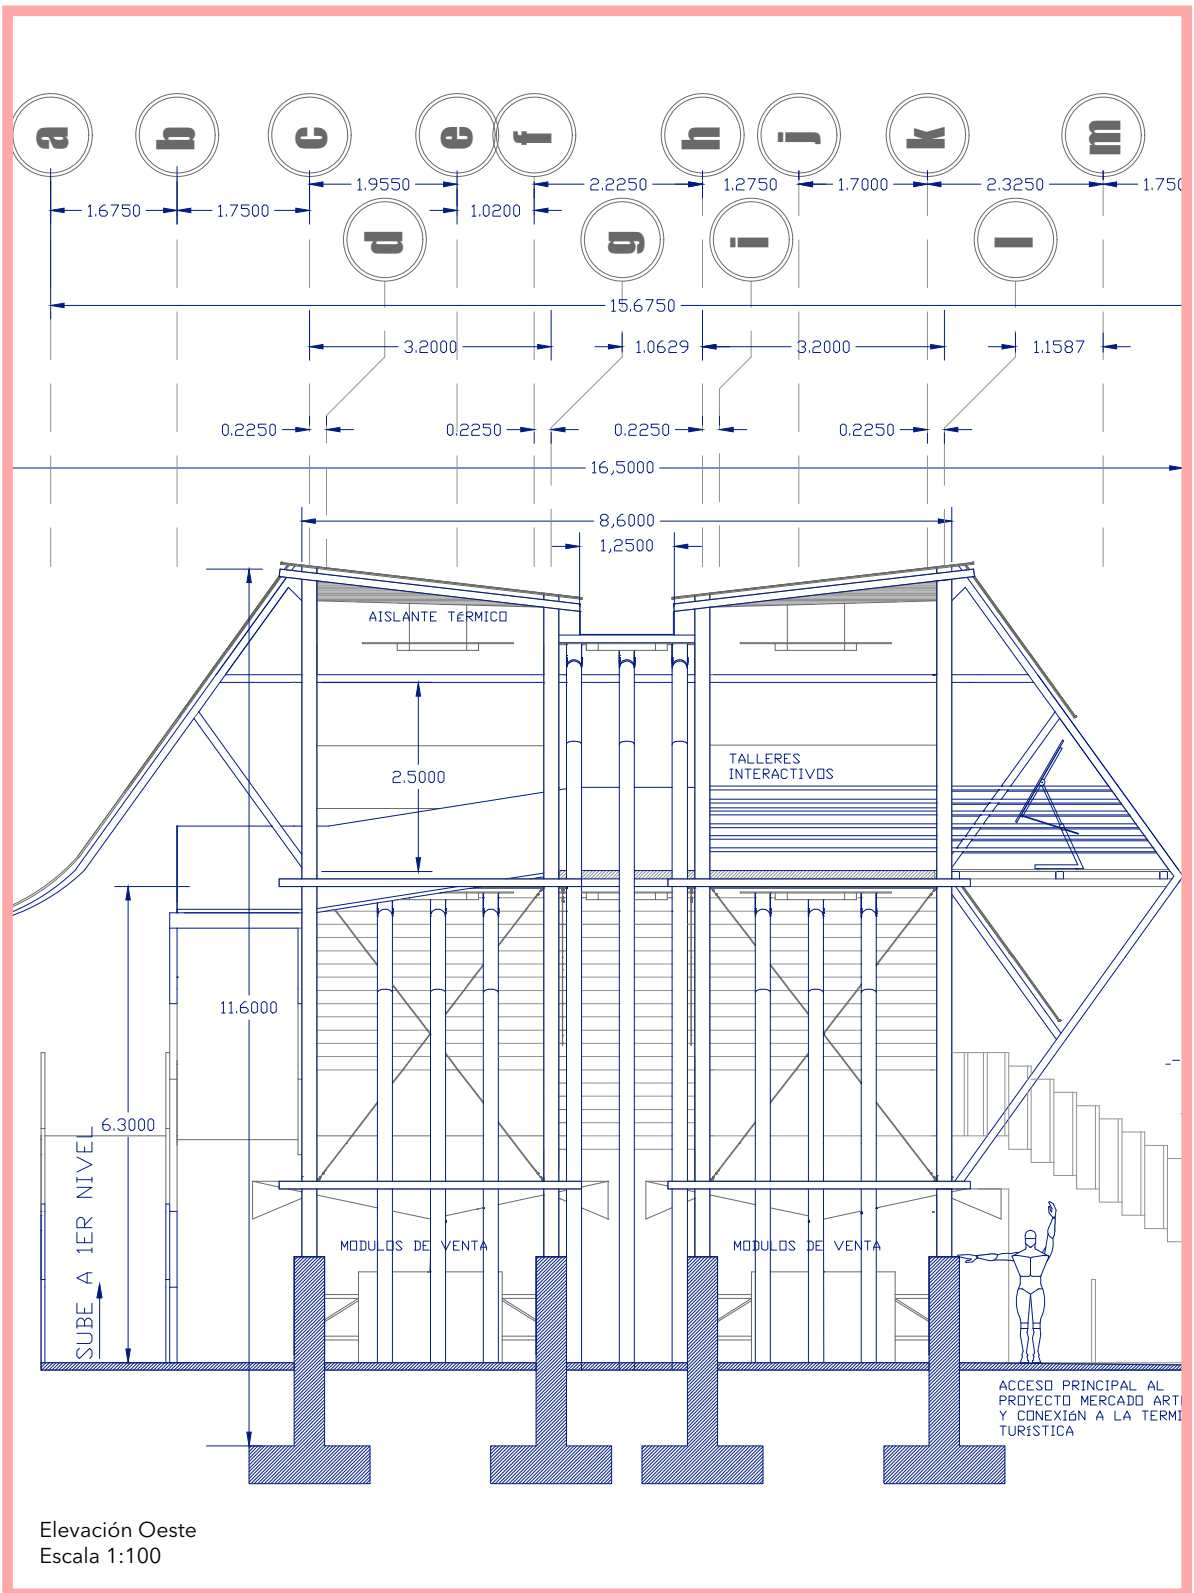 a b c e f h j k m
1.9550 2.2250 1.2750 1.7000 2.3250 1.750
1.6750 1.7500 1.0200
d g i l
15.6750
3.2000 1.0629 3.2000 1.1587
0.2250 0.2250 0.2250 0.2250
16,5000
8,6000
1,2500
AISLANTE TéRMICO
TALLERES
INTERACTIVOS
2.5000
11.6000
6.3000
SUBE A 1ER NIVEL
MODULOS DE VENTA MODULOS DE VENTA
ACCESO PRINCIPAL AL
PROYECTO MERCADO ART
Y CONEXIóN A LA TERMI
TURíSTICA
Elevación Oeste
Escala 1:100